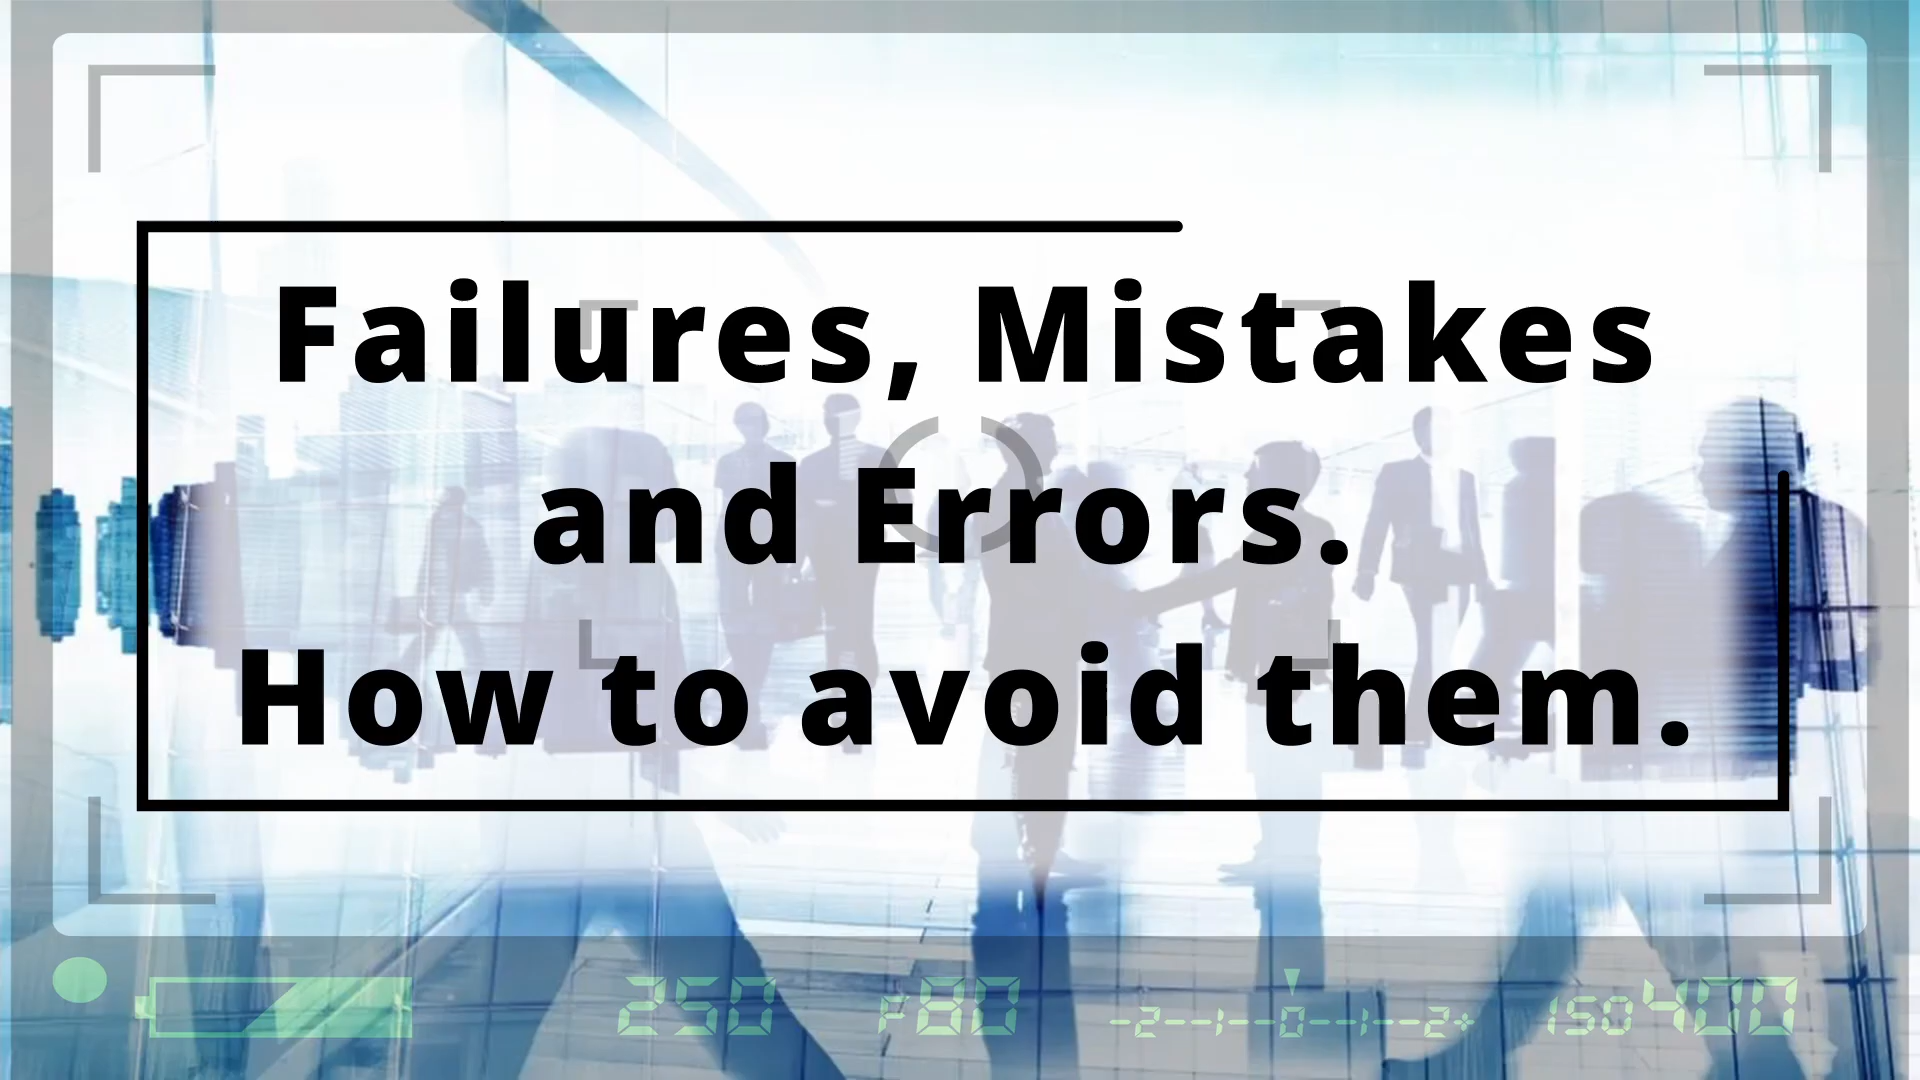 Failures, Mistakes
and Errors.
How to avoid them.
250 F80 -2--1--0--1--2+ ISO400